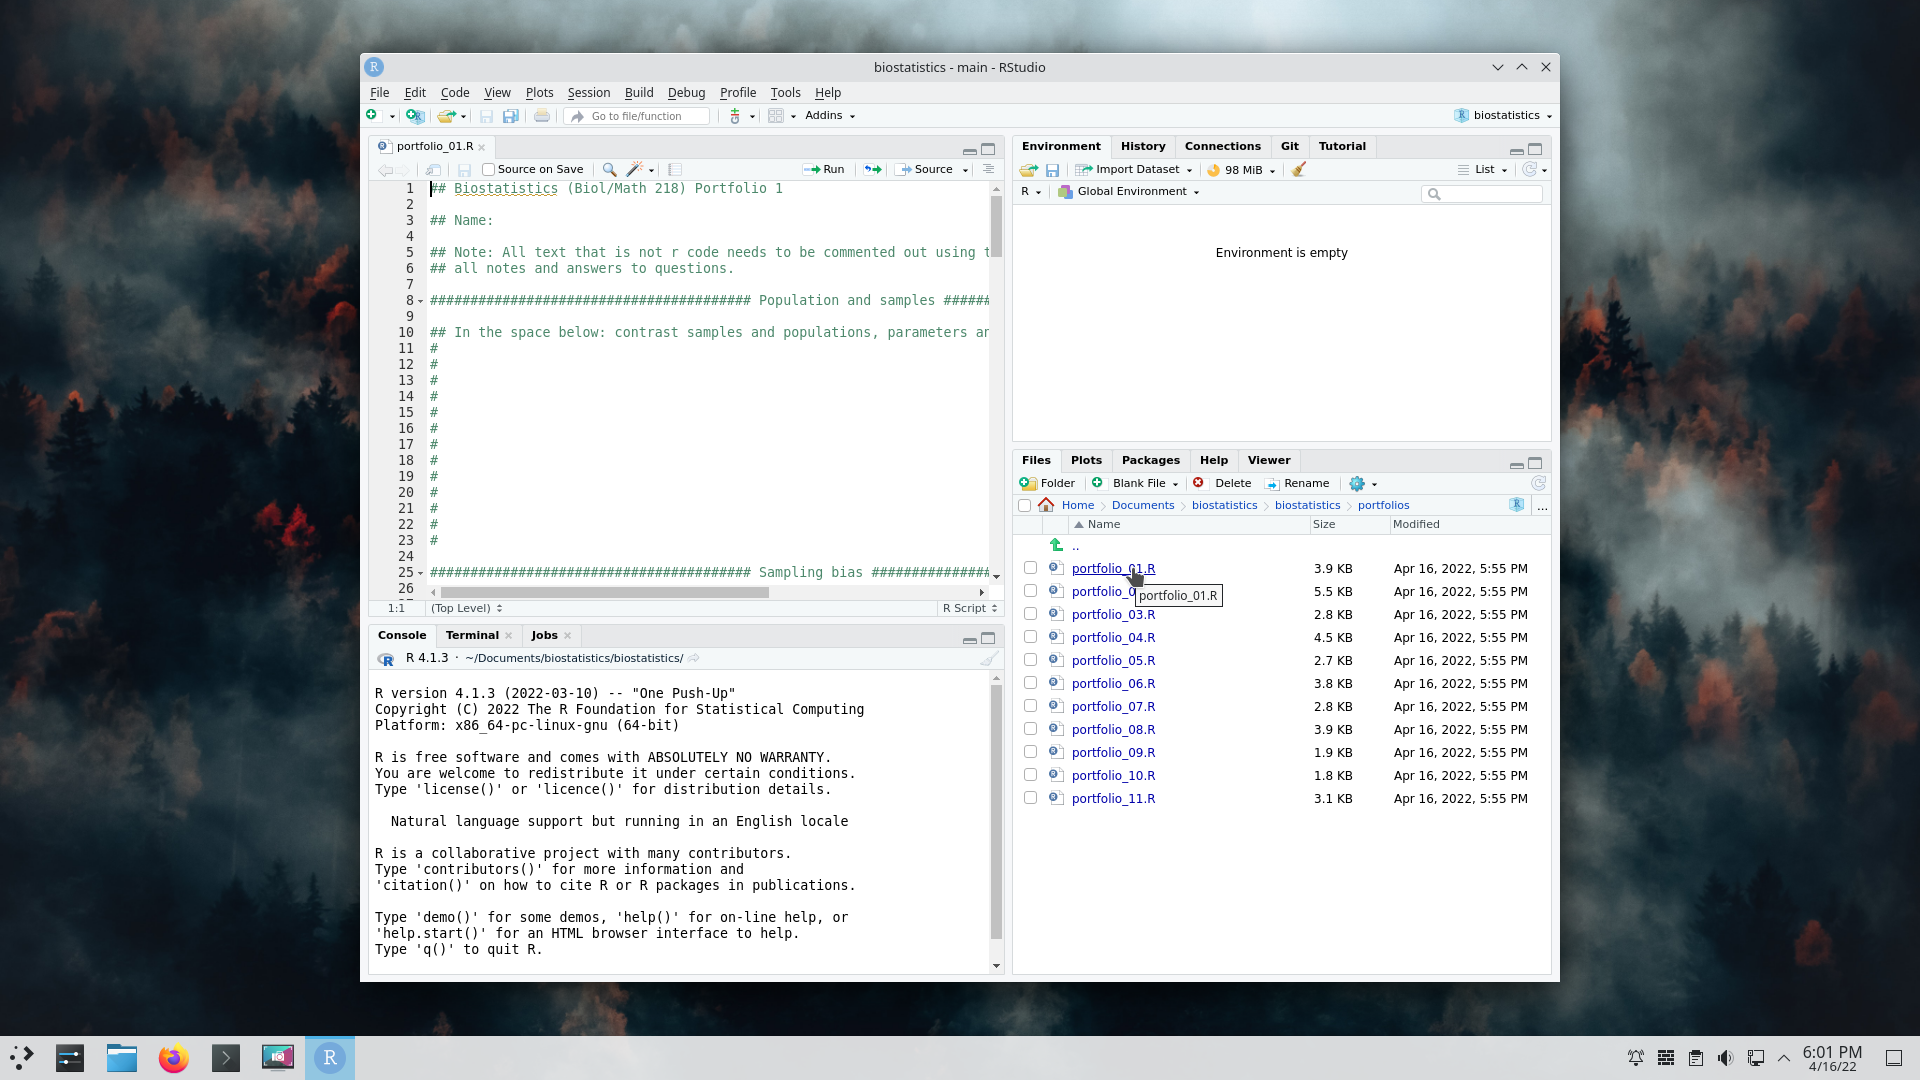 biostatistics - main - RStudio
File Edit Code View Plots Session Build Debug Profile Tools Help
Go to file/function Addins biostatistics
portfolio_01.R
Source on Save Run Source
1 ## Biostatistics (Biol/Math 218) Portfolio 1
2
3 ## Name:
4
5 ## Note: All text that is not r code needs to be commented out using
6 ## all notes and answers to questions.
7
8 ######################################## Population and samples ######
9
10 ## In the space below: contrast samples and populations, parameters
11 #
12 #
13 #
14 #
15 #
16 #
17 #
18 #
19 #
20 #
21 #
22 #
23 #
24
25 ######################################## Sampling bias ###############
26
1:1 (Top Level) R Script
Console Terminal Jobs
R 4.1.3 · ~/Documents/biostatistics/biostatistics/
R version 4.1.3 (2022-03-10) -- "One Push-Up"
Copyright (C) 2022 The R Foundation for Statistical Computing
Platform: x86_64-pc-linux-gnu (64-bit)
R is free software and comes with ABSOLUTELY NO WARRANTY.
You are welcome to redistribute it under certain conditions.
Type 'license()' or 'licence()' for distribution details.
Natural language support but running in an English locale
R is a collaborative project with many contributors.
Type 'contributors()' for more information and
'citation()' on how to cite R or R packages in publications.
Type 'demo()' for some demos, 'help()' for on-line help, or
'help.start()' for an HTML browser interface to help.
Type 'q()' to quit R.
Environment History Connections Git Tutorial
Import Dataset 98 MiB List
R Global Environment
Environment is empty
Files Plots Packages Help Viewer
Folder Blank File Delete Rename
Home Documents biostatistics biostatistics portfolios ...
Name Size Modified
..
portfolio_01.R 3.9 KB Apr 16, 2022, 5:55 PM
portfolio_0 5.5 KB Apr 16, 2022, 5:55 PM
portfolio_01.R
portfolio_03.R 2.8 KB Apr 16, 2022, 5:55 PM
portfolio_04.R 4.5 KB Apr 16, 2022, 5:55 PM
portfolio_05.R 2.7 KB Apr 16, 2022, 5:55 PM
portfolio_06.R 3.8 KB Apr 16, 2022, 5:55 PM
portfolio_07.R 2.8 KB Apr 16, 2022, 5:55 PM
portfolio_08.R 3.9 KB Apr 16, 2022, 5:55 PM
portfolio_09.R 1.9 KB Apr 16, 2022, 5:55 PM
portfolio_10.R 1.8 KB Apr 16, 2022, 5:55 PM
portfolio_11.R 3.1 KB Apr 16, 2022, 5:55 PM
6:01 PM
4/16/22